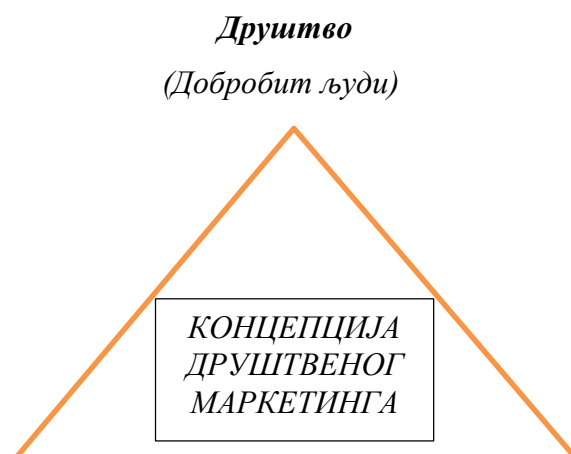 Друштво
(Добробит људи)
КОНЦЕПЦИЈА
ДРУШТВЕНОГ
МАРКЕТИНГА